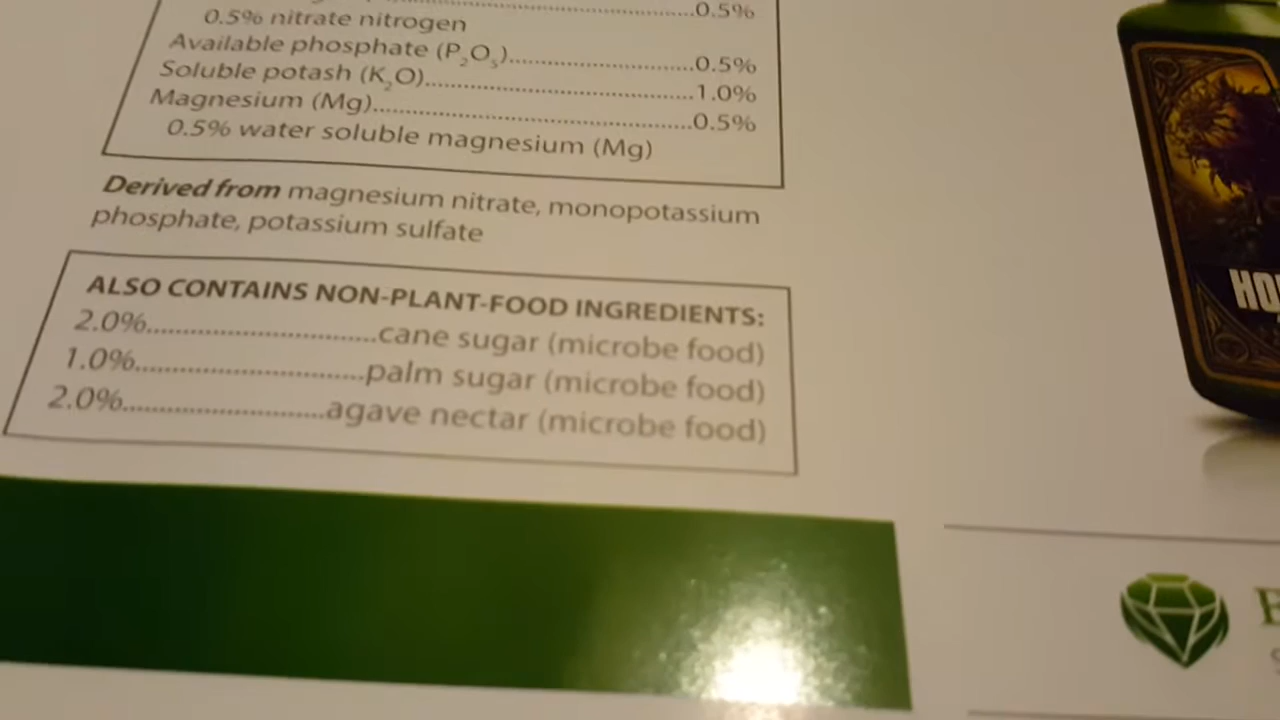 0.5%
0.5% nitrate nitrogen
Available phosphate (P₂O₅)..........................0.5%
Soluble potash (K₂O)......................................1.0%
Magnesium (Mg).............................................0.5%
0.5% water soluble magnesium (Mg)
Derived from magnesium nitrate, monopotassium
phosphate, potassium sulfate
ALSO CONTAINS NON-PLANT-FOOD INGREDIENTS:
2.0%................................cane sugar (microbe food)
1.0%................................palm sugar (microbe food)
2.0%............................agave nectar (microbe food)